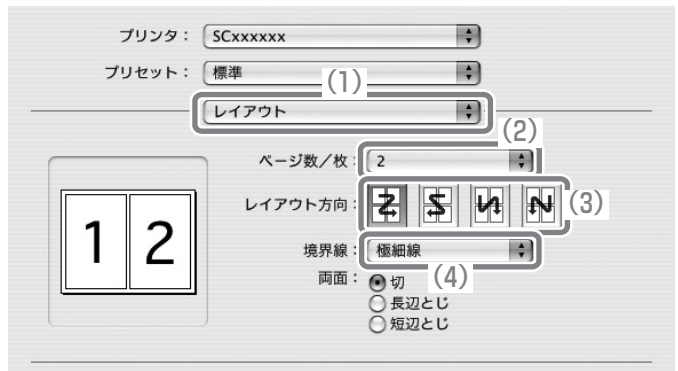 プリンタ： SCxxxxxx
プリセット： 標準
(1)
レイアウト
(2)
ページ数／枚： 2
レイアウト方向： (3)
境界線： 極細線
(4)
両面： 切
長辺とじ
短辺とじ
1 2